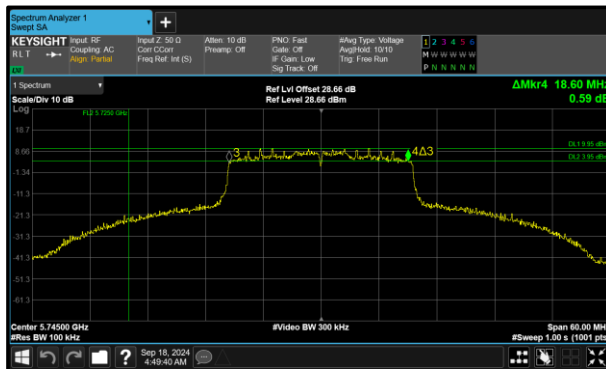 Spectrum Analyzer 1
Swept SA
+
KEYSIGHT Input: RF Input Z: 50 Ω Atten: 10 dB PNO: Fast #Avg Type: Voltage 1 2 3 4 5 6
RLT Coupling: AC Corr CCorr Preamp: Off Gate: Off Avg|Hold: 10/10 M W W W W W
Align: Partial Freq Ref: Int (S) IF Gain: Low Trig: Free Run P N N N N N
Sig Track: Off
1 Spectrum Ref Lvl Offset 28.66 dB ΔMkr4 18.60 MHz
Scale/Div 10 dB Ref Level 28.66 dBm 0.59 dB
Log FL2 5.7250 GHz
18.7
8.66 3 4Δ3 DL1 9.95 dBm
DL2 3.95 dBm
-1.34
-11.3
-21.3
-31.3
-41.3
-51.3
-61.3
Center 5.74500 GHz #Video BW 300 kHz Span 60.00 MHz
#Res BW 100 kHz #Sweep 1.00 s (1001 pts)
? Sep 18, 2024
4:49:40 AM